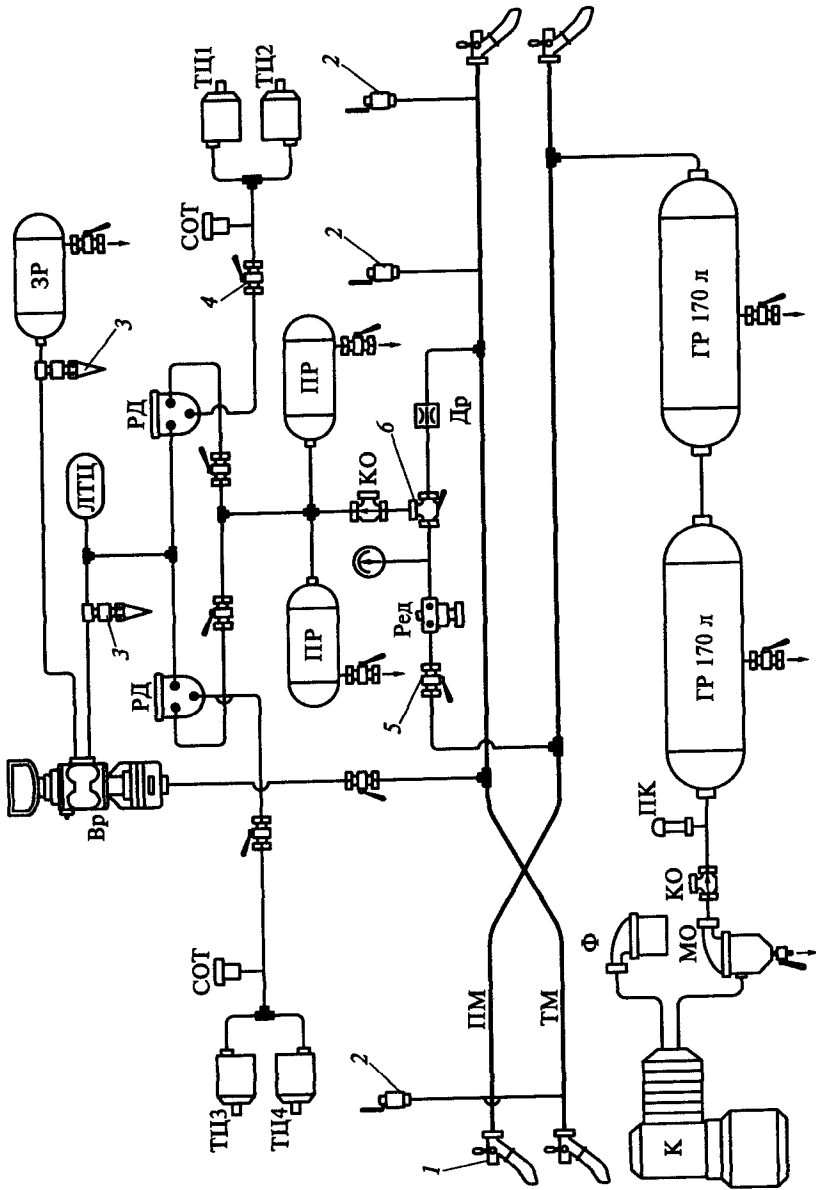 ТЦ1
ТЦ2
2
СОТ
4
2
ЗР
3
РД
ПР
КО
6
Др
ЛТЦ
3
РД
ПР
Ред
5
Вр
СОТ
ТЦ3
ТЦ4
2
1
ПМ
ТМ
ГР 170 л
ГР 170 л
ПК
КО
МО
Ф
К